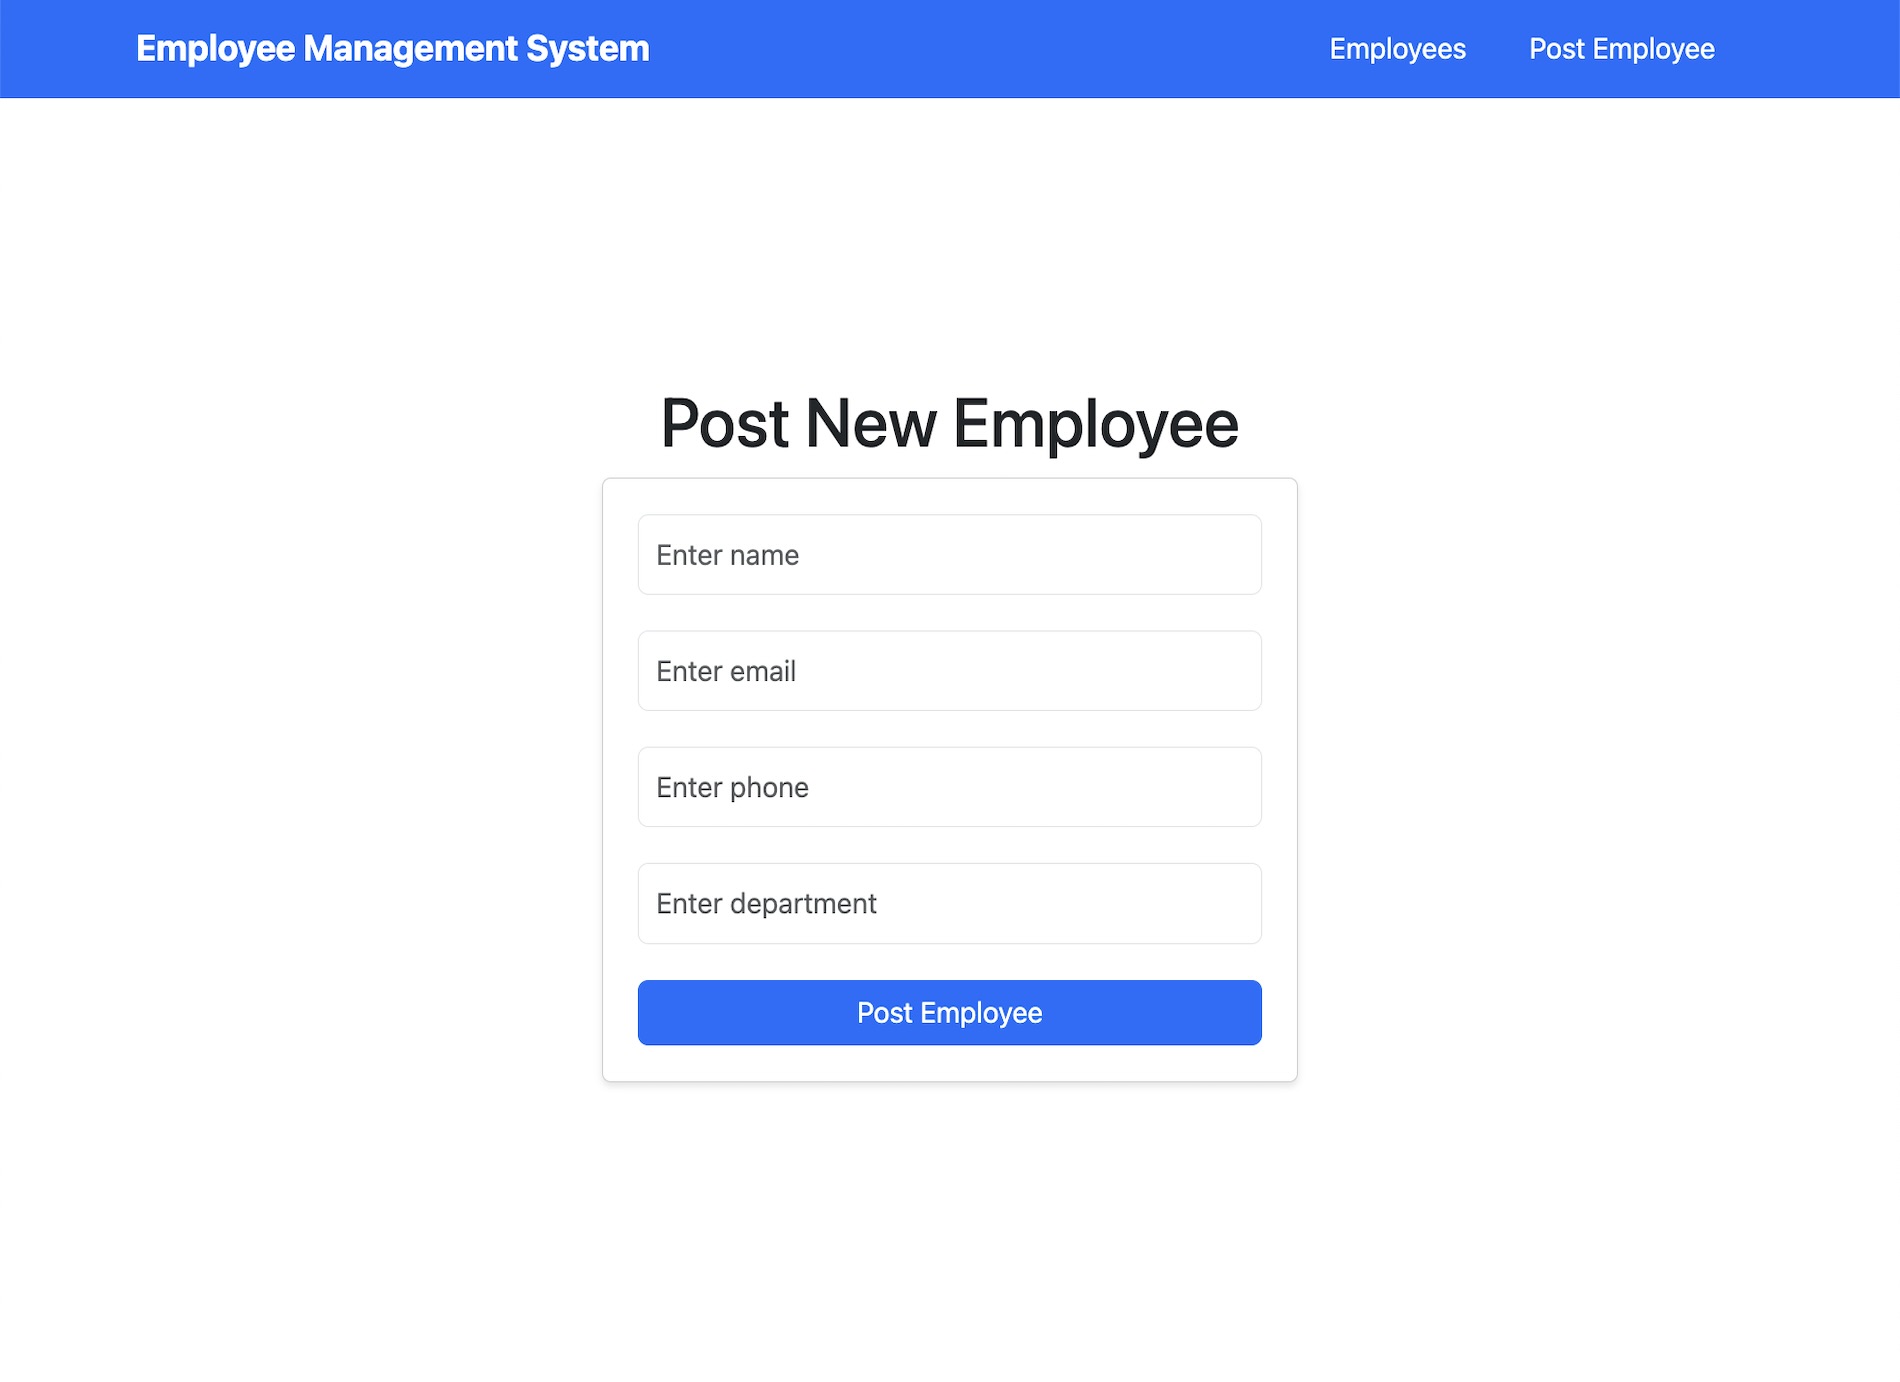 Employee Management System
Employees
Post Employee
Post New Employee
Enter name
Enter email
Enter phone
Enter department
Post Employee